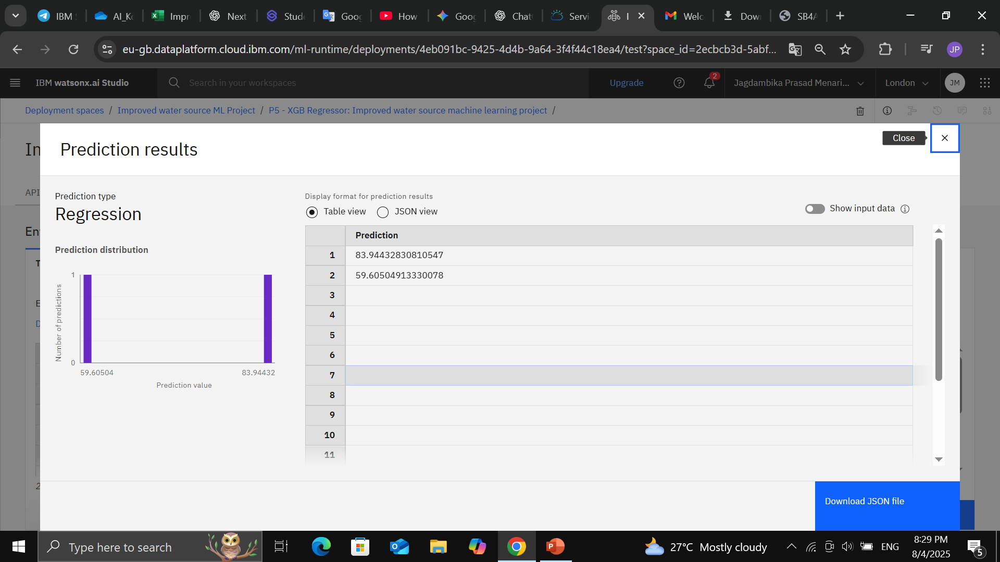 IBM S
AI_Ko
Impr
Next
Stude
Goog
How
Goog
Chat
Servi
I
Welc
Down
SB4A
eu-gb.dataplatform.cloud.ibm.com/ml-runtime/deployments/4eb091bc-9425-4d4b-9a64-3f4f44c18ea4/test?space_id=2ecbcb3d-5abf...
JP
IBM watsonx.ai Studio
Search in your workspaces
Upgrade
2
Jagdambika Prasad Menari...
London
JM
Deployment spaces / Improved water source ML Project / P5 - XGB Regressor: Improved water source machine learning project /
In
Prediction results
Close
API
Prediction type
Regression
Display format for prediction results
Table view
JSON view
Show input data
En
Prediction distribution
Number of predictions
1
0
59.60504
83.94432
Prediction value
T
E
D
2
Prediction
1 83.94432830810547
2 59.60504913330078
3
4
5
6
7
8
9
10
11
Download JSON file
Type here to search
27°C Mostly cloudy
ENG
8:29 PM
8/4/2025
5